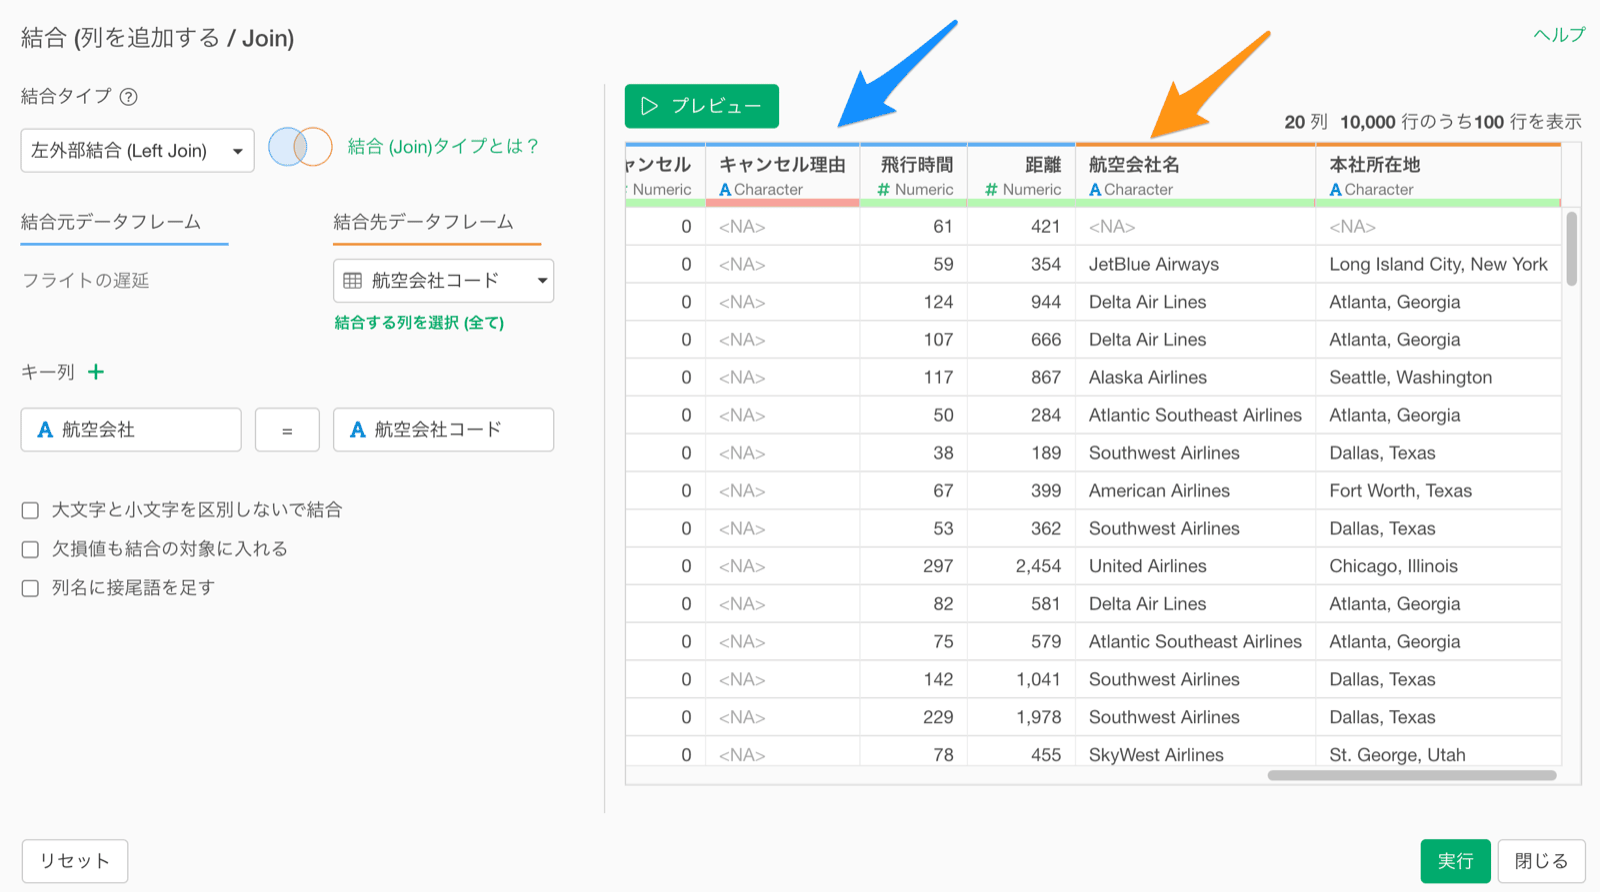 結合 (列を追加する / Join)
ヘルプ
結合タイプ ?
左外部結合 (Left Join)
結合 (Join)タイプとは？
結合元データフレーム
結合先データフレーム
フライトの遅延
航空会社コード
結合する列を選択 (全て)
キー列 +
A 航空会社
=
A 航空会社コード
大文字と小文字を区別しないで結合
欠損値も結合の対象に入れる
列名に接尾語を足す
プレビュー
20 列 10,000 行のうち100 行を表示
ャンセル キャンセル理由 飛行時間 距離 航空会社名 本社所在地
Numeric A Character # Numeric # Numeric A Character A Character
0 <NA> 61 421 <NA> <NA>
0 <NA> 59 354 JetBlue Airways Long Island City, New York
0 <NA> 124 944 Delta Air Lines Atlanta, Georgia
0 <NA> 107 666 Delta Air Lines Atlanta, Georgia
0 <NA> 117 867 Alaska Airlines Seattle, Washington
0 <NA> 50 284 Atlantic Southeast Airlines Atlanta, Georgia
0 <NA> 38 189 Southwest Airlines Dallas, Texas
0 <NA> 67 399 American Airlines Fort Worth, Texas
0 <NA> 53 362 Southwest Airlines Dallas, Texas
0 <NA> 297 2,454 United Airlines Chicago, Illinois
0 <NA> 82 581 Delta Air Lines Atlanta, Georgia
0 <NA> 75 579 Atlantic Southeast Airlines Atlanta, Georgia
0 <NA> 142 1,041 Southwest Airlines Dallas, Texas
0 <NA> 229 1,978 Southwest Airlines Dallas, Texas
0 <NA> 78 455 SkyWest Airlines St. George, Utah
リセット
実行
閉じる